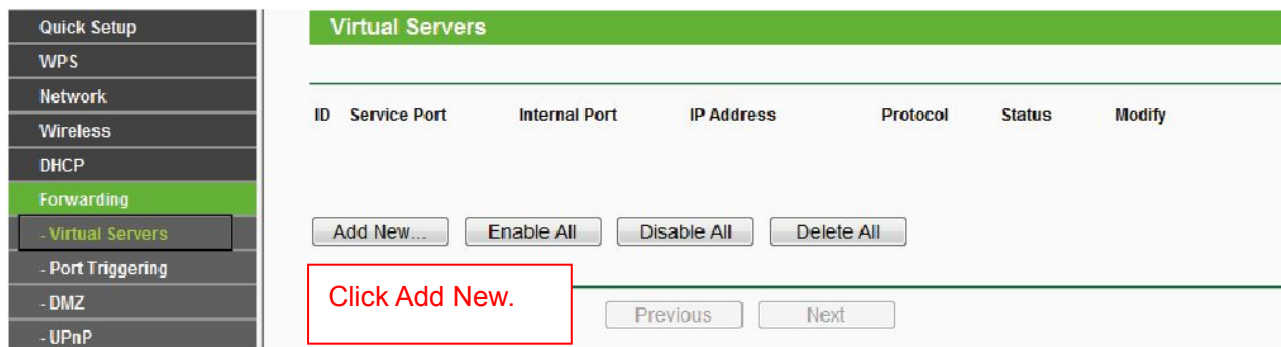 Quick Setup
WPS
Network
Wireless
DHCP
Forwarding
- Virtual Servers
- Port Triggering
- DMZ
- UPnP
Virtual Servers
ID Service Port Internal Port IP Address Protocol Status Modify
Add New... Enable All Disable All Delete All
Click Add New.
Previous Next